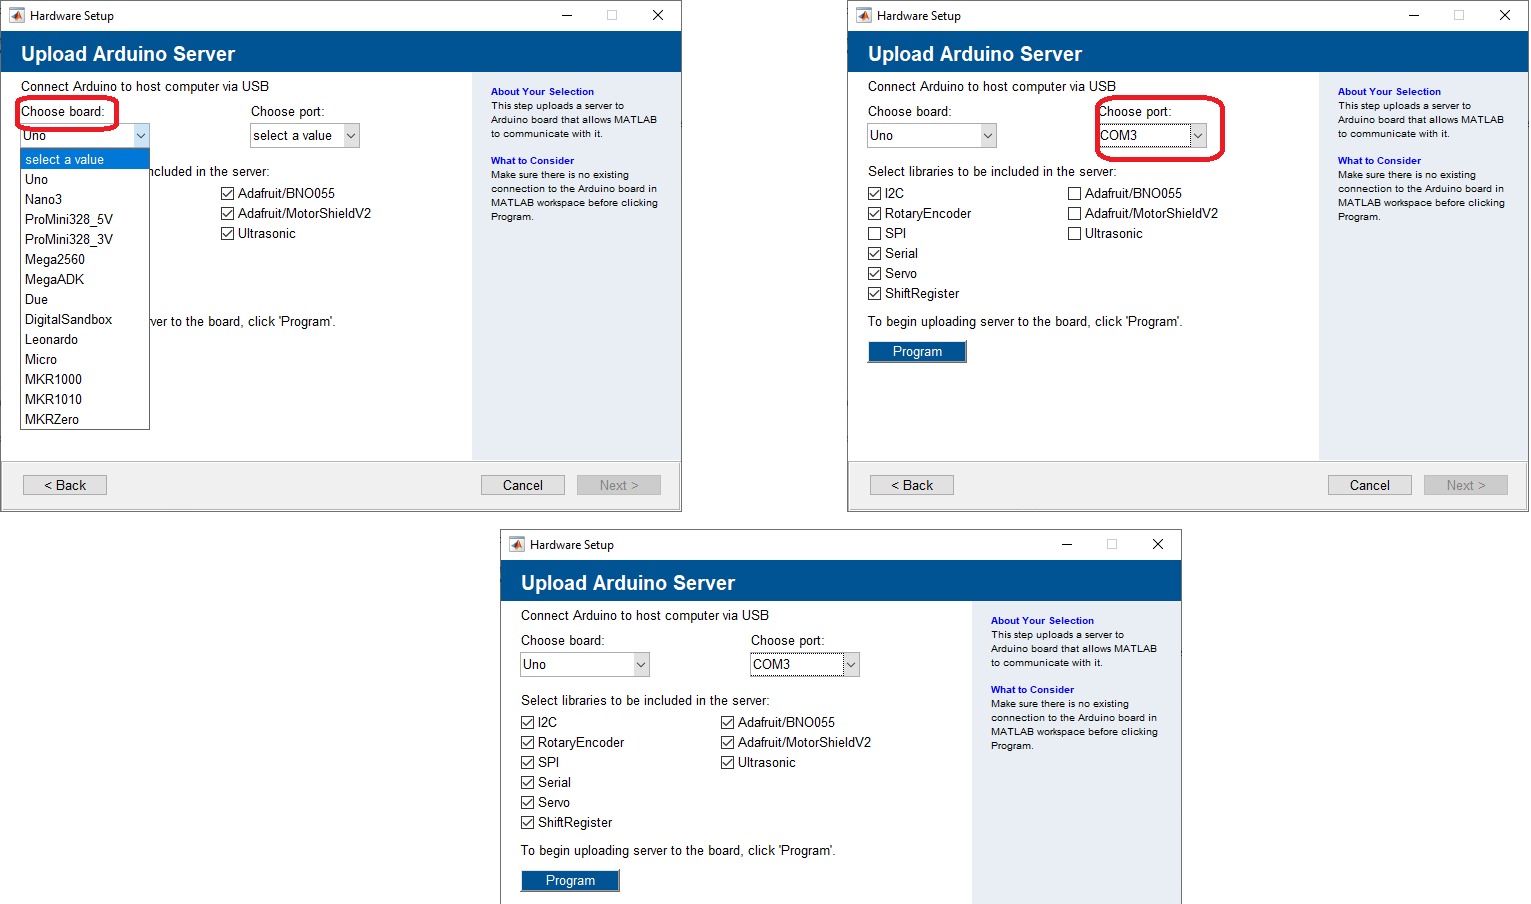 Hardware Setup
Upload Arduino Server
Connect Arduino to host computer via USB
Choose board:
Choose port:
Uno
select a value
select a value
Uno
Nano3
ProMini328_5V
ProMini328_3V
Mega2560
MegaADK
Due
DigitalSandbox
Leonardo
Micro
MKR1000
MKR1010
MKRZero
ncluded in the server:
Adafruit/BNO055
Adafruit/MotorShieldV2
Ultrasonic
ver to the board, click 'Program'.
About Your Selection
This step uploads a server to
Arduino board that allows MATLAB
to communicate with it.
What to Consider
Make sure there is no existing
connection to the Arduino board in
MATLAB workspace before clicking
Program.
< Back
Cancel
Next >
Hardware Setup
Upload Arduino Server
Connect Arduino to host computer via USB
Choose board:
Choose port:
Uno
COM3
Select libraries to be included in the server:
I2C
RotaryEncoder
SPI
Serial
Servo
ShiftRegister
Adafruit/BNO055
Adafruit/MotorShieldV2
Ultrasonic
To begin uploading server to the board, click 'Program'.
Program
About Your Selection
This step uploads a server to
Arduino board that allows MATLAB
to communicate with it.
What to Consider
Make sure there is no existing
connection to the Arduino board in
MATLAB workspace before clicking
Program.
< Back
Cancel
Next >
Hardware Setup
Upload Arduino Server
Connect Arduino to host computer via USB
Choose board:
Choose port:
Uno
COM3
Select libraries to be included in the server:
I2C
RotaryEncoder
SPI
Serial
Servo
ShiftRegister
Adafruit/BNO055
Adafruit/MotorShieldV2
Ultrasonic
To begin uploading server to the board, click 'Program'.
Program
About Your Selection
This step uploads a server to
Arduino board that allows MATLAB
to communicate with it.
What to Consider
Make sure there is no existing
connection to the Arduino board in
MATLAB workspace before clicking
Program.